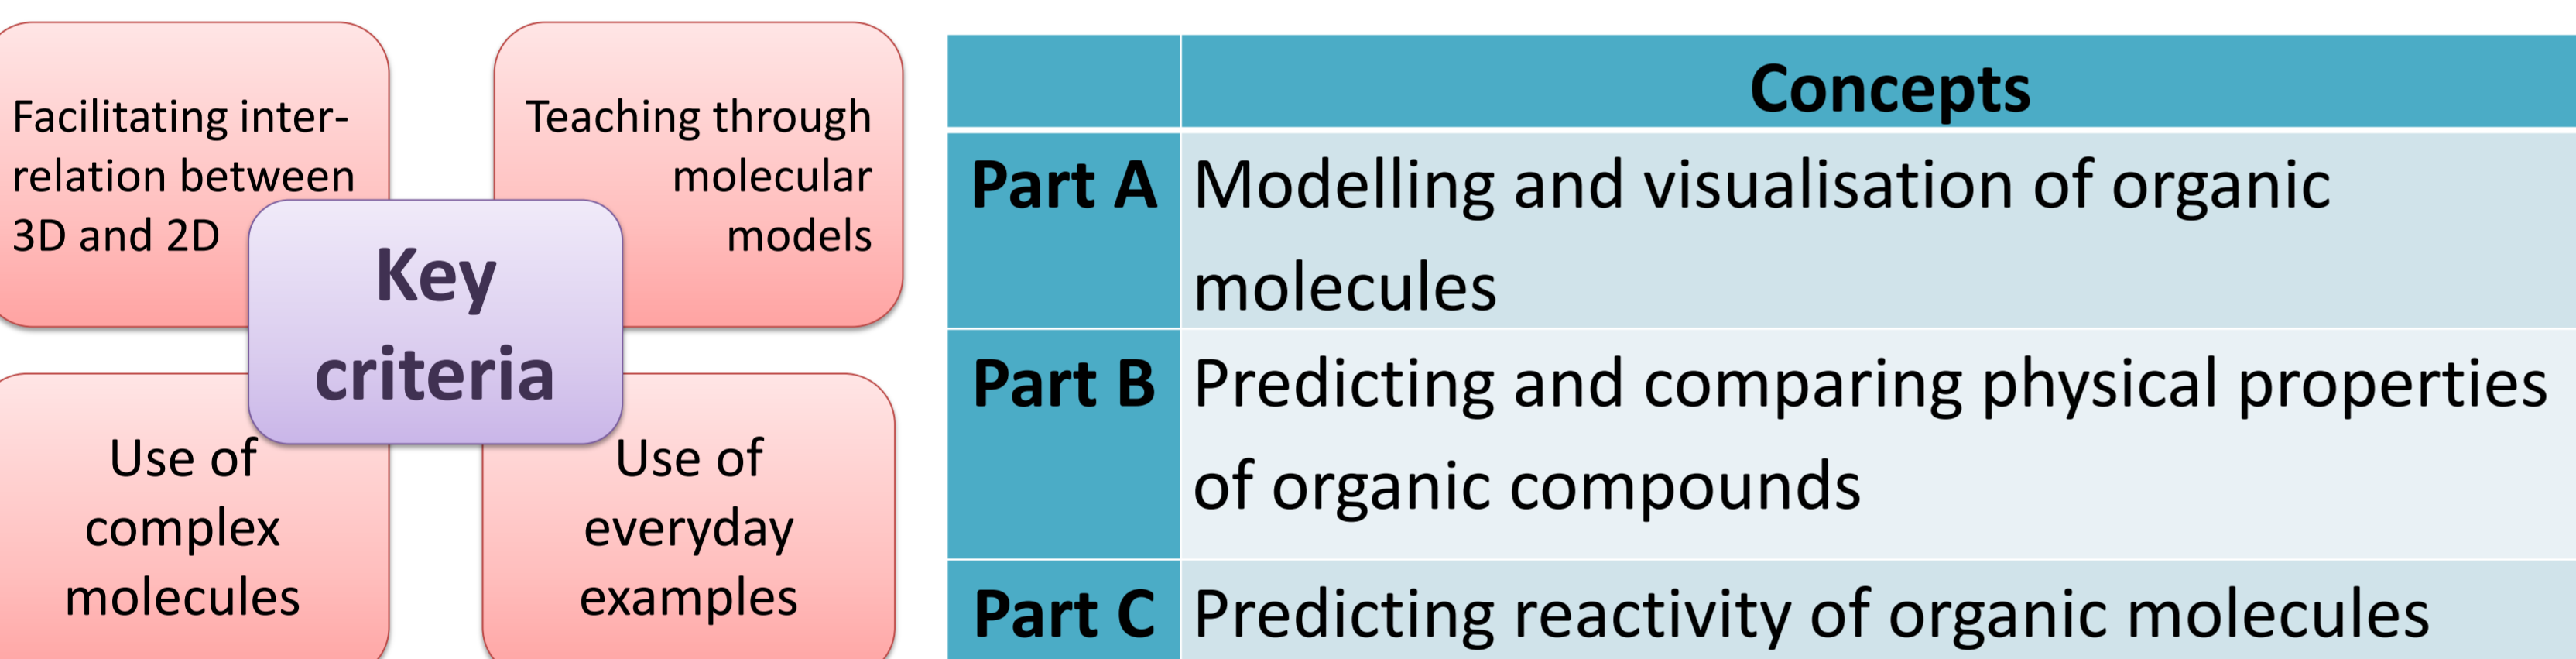 Facilitating inter-
relation between
3D and 2D
Teaching through
molecular
models
Key
criteria
Use of
complex
molecules
Use of
everyday
examples
Concepts
Part A Modelling and visualisation of organic
molecules
Part B Predicting and comparing physical properties
of organic compounds
Part C Predicting reactivity of organic molecules